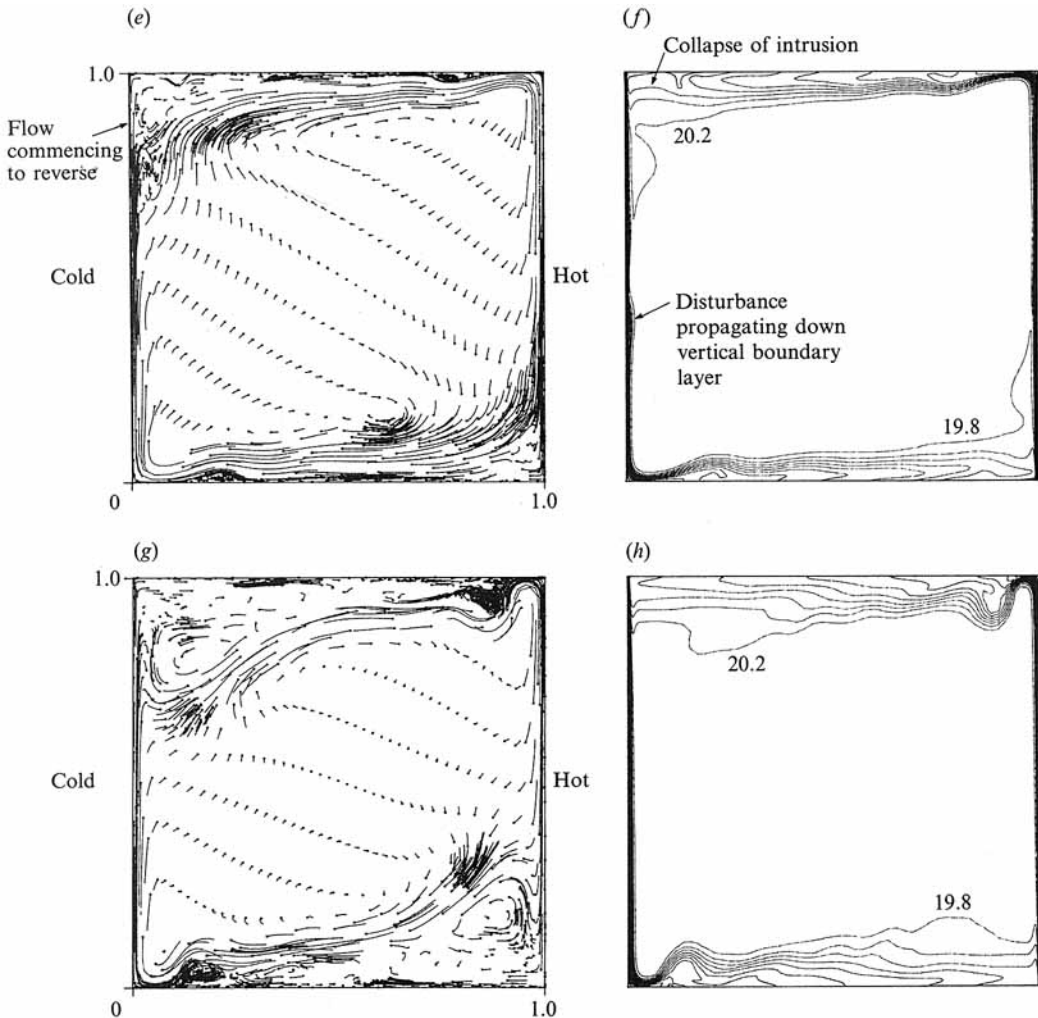 (e)
(f)
Collapse of intrusion
1.0
Flow
commencing
to reverse
20.2
Cold
Hot
Disturbance
propagating down
vertical boundary
layer
19.8
0
1.0
(g)
(h)
1.0
20.2
Cold
Hot
19.8
0
1.0